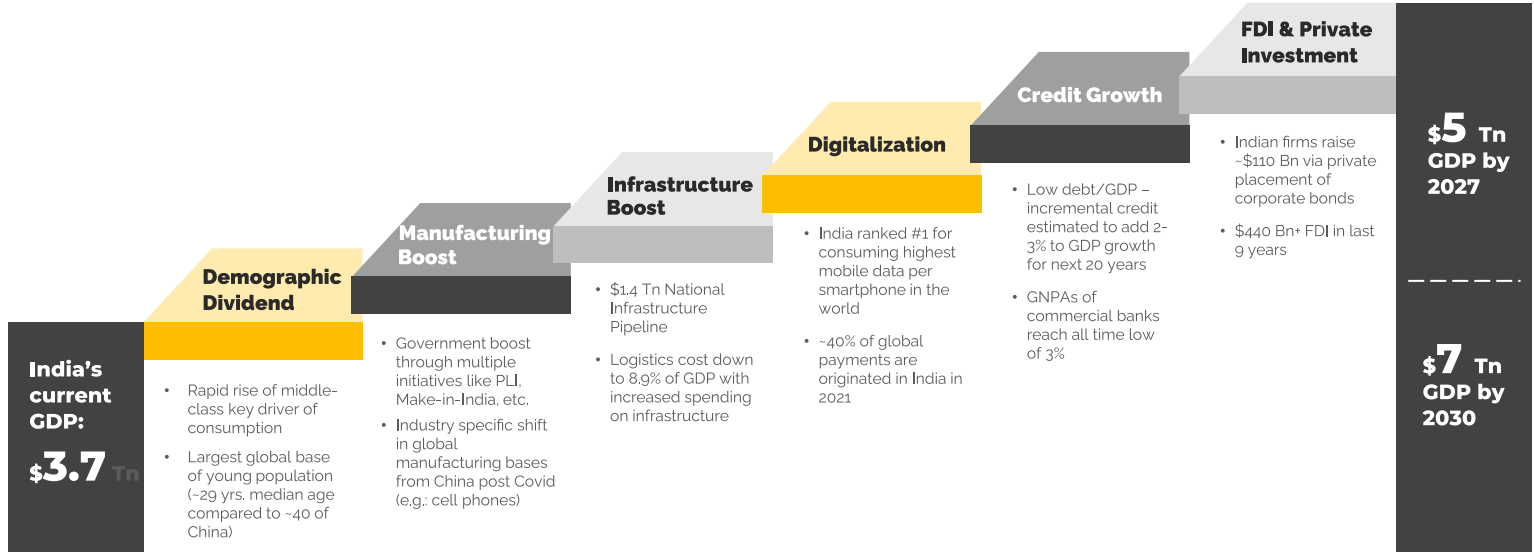 India's
current
GDP:
$3.7 Tn
Demographic
Dividend
• Rapid rise of middle-
class key driver of
consumption
• Largest global base
of young population
(~29 yrs. median age
compared to ~40 of
China)
Manufacturing
Boost
• Government boost
through multiple
initiatives like PLI,
Make-in-India, etc.
• Industry specific shift
in global
manufacturing bases
from China post Covid
(e.g.: cell phones)
Infrastructure
Boost
• $1.4 Tn National
Infrastructure
Pipeline
• Logistics cost down
to 8.9% of GDP with
increased spending
on infrastructure
Digitalization
• India ranked #1 for
consuming highest
mobile data per
smartphone in the
world
• ~40% of global
payments are
originated in India in
2021
Credit Growth
• Low debt/GDP –
incremental credit
estimated to add 2-
3% to GDP growth
for next 20 years
• GNPAs of
commercial banks
reach all time low
of 3%
FDI & Private
Investment
• Indian firms raise
~$110 Bn via private
placement of
corporate bonds
• $440 Bn+ FDI in last
9 years
$5 Tn
GDP by
2027
$7 Tn
GDP by
2030